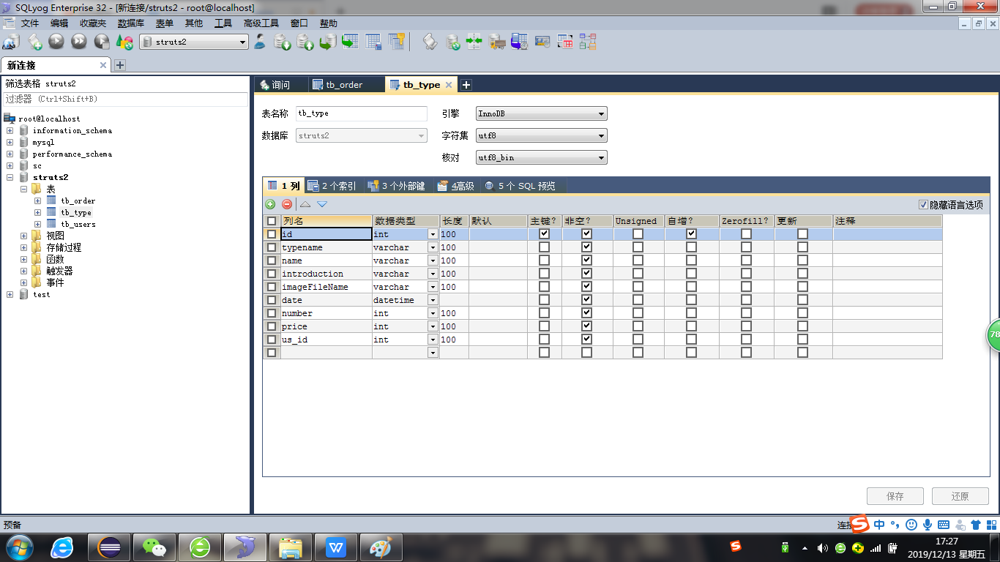 SQLyog Enterprise 32 - [新连接/struts2 - root@localhost]
文件 编辑 收藏夹 数据库 表单 其他 工具 高级工具 窗口 帮助
struts2
新连接
筛选表格 struts2
过滤器 (Ctrl+Shift+B)
root@localhost
information_schema
mysql
performance_schema
sc
struts2
表
tb_order
tb_type
tb_users
视图
存储过程
函数
触发器
事件
test
询问 tb_order tb_type
表名称 tb_type 引擎 InnoDB
数据库 struts2 字符集 utf8
核对 utf8_bin
1 列 2 个索引 3 个外部键 4高级 5 个 SQL 预览
隐藏语言选项
列名 数据类型 长度 默认 主键? 非空? Unsigned 自增? Zerofill? 更新 注释
id int 100
typename varchar 100
name varchar 100
introduction varchar 100
imageFileName varchar 100
date datetime
number int 100
price int 100
us_id int 100
78
保存 还原
预备
中
17:27
2019/12/13 星期五